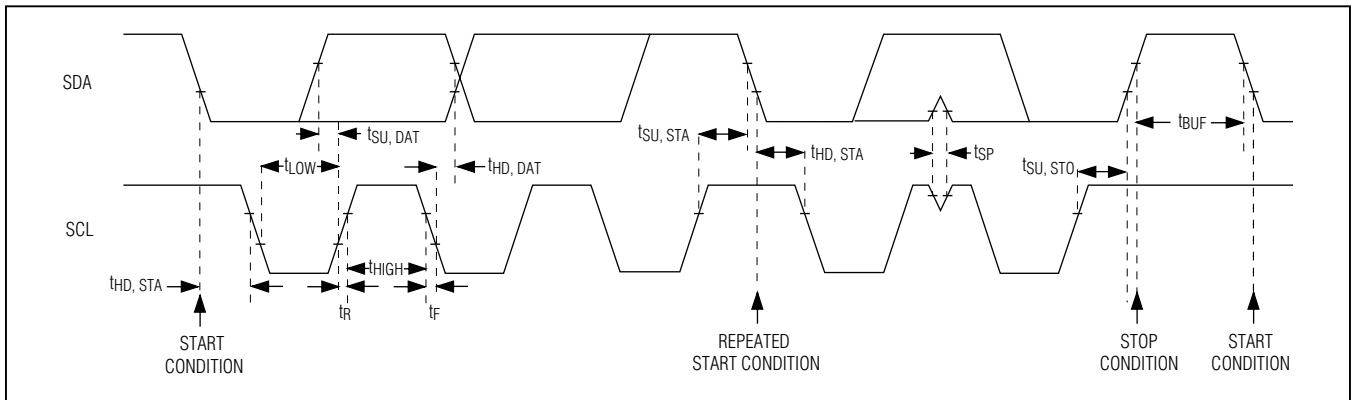 SDA
tSU, DAT
tLOW
tHD, DAT
tSU, STA
tHD, STA
tSP
tBUF
tSU, STO
SCL
tHIGH
tHD, STA
tR
tF
START
CONDITION
REPEATED
START CONDITION
STOP
CONDITION
START
CONDITION